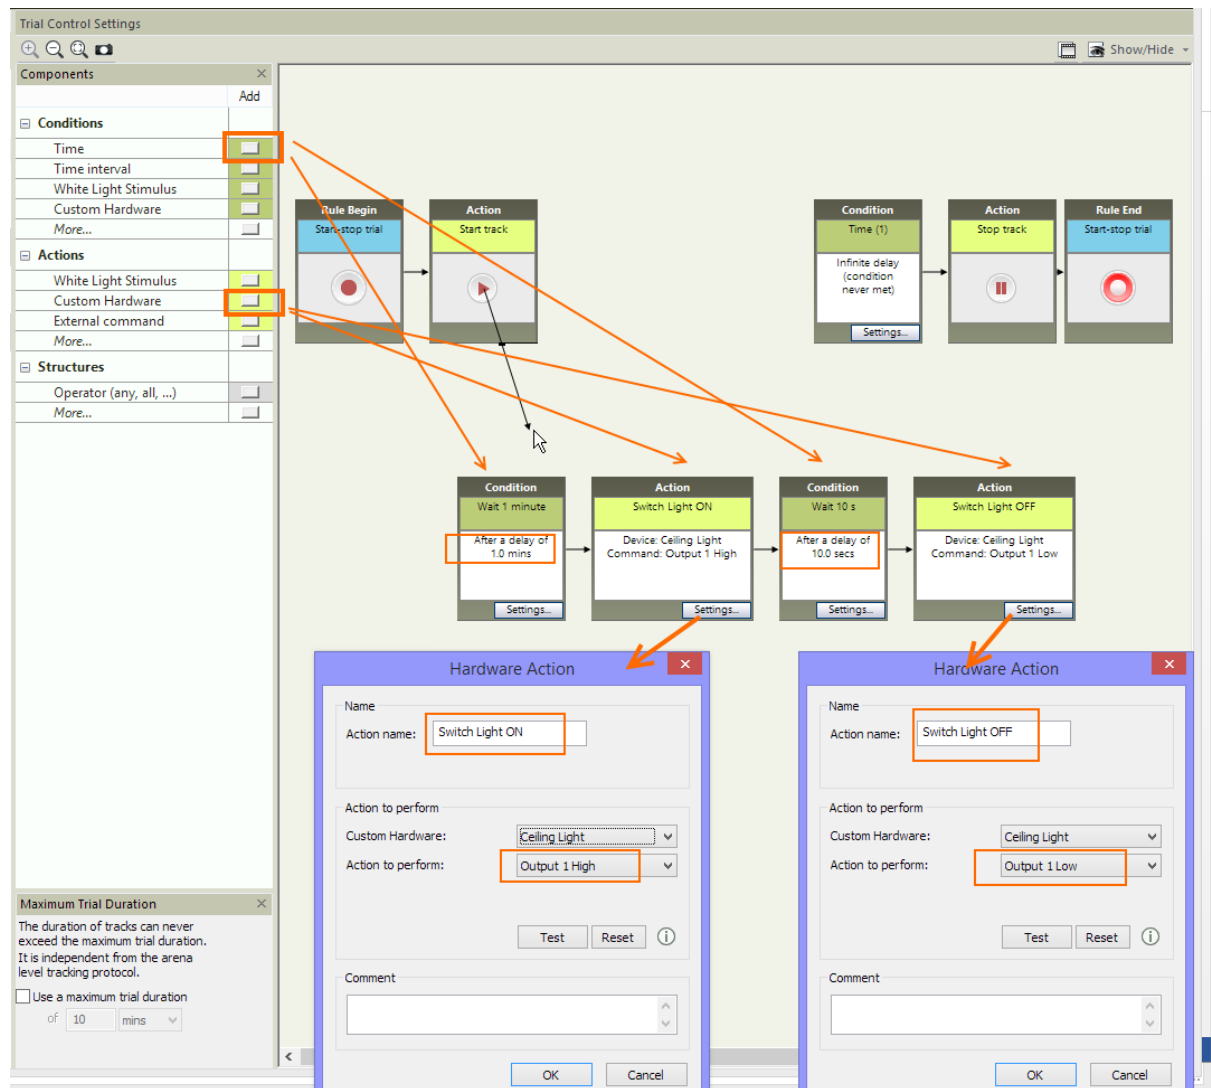 Trial Control Settings
Show/Hide
Components
Add
Conditions
Time
Time interval
White Light Stimulus
Custom Hardware
More...
Actions
White Light Stimulus
Custom Hardware
External command
More...
Structures
Operator (any, all, ...)
More...
Rule Begin
Start-stop trial
Action
Start track
Condition
Time (1)
Infinite delay
(condition
never met)
Settings...
Action
Stop track
Rule End
Start-stop trial
Condition
Wait 1 minute
After a delay of
1.0 mins
Settings...
Action
Switch Light ON
Device: Ceiling Light
Command: Output 1 High
Settings...
Condition
Wait 10 s
After a delay of
10.0 secs
Settings...
Action
Switch Light OFF
Device: Ceiling Light
Command: Output 1 Low
Settings...
Hardware Action
Name
Action name: Switch Light ON
Action to perform
Custom Hardware: Ceiling Light
Action to perform: Output 1 High
Test Reset
Comment
OK Cancel
Hardware Action
Name
Action name: Switch Light OFF
Action to perform
Custom Hardware: Ceiling Light
Action to perform: Output 1 Low
Test Reset
Comment
OK Cancel
Maximum Trial Duration
The duration of tracks can never
exceed the maximum trial duration.
It is independent from the arena
level tracking protocol.
Use a maximum trial duration
of 10 mins